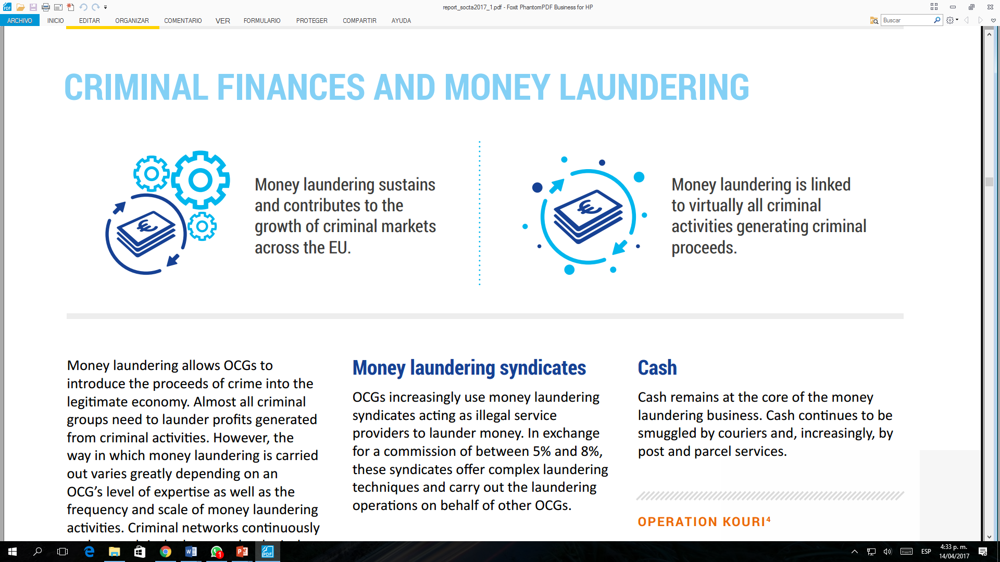 report_socta2017_1.pdf - Foxit PhantomPDF Business for HP
ARCHIVO INICIO EDITAR ORGANIZAR COMENTARIO VER FORMULARIO PROTEGER COMPARTIR AYUDA
Buscar
CRIMINAL FINANCES AND MONEY LAUNDERING
Money laundering sustains
and contributes to the
growth of criminal markets
across the EU.
Money laundering is linked
to virtually all criminal
activities generating criminal
proceeds.
Money laundering allows OCGs to
introduce the proceeds of crime into the
legitimate economy. Almost all criminal
groups need to launder profits generated
from criminal activities. However, the
way in which money laundering is carried
out varies greatly depending on an
OCG’s level of expertise as well as the
frequency and scale of money laundering
activities. Criminal networks continuously
Money laundering syndicates
OCGs increasingly use money laundering
syndicates acting as illegal service
providers to launder money. In exchange
for a commission of between 5% and 8%,
these syndicates offer complex laundering
techniques and carry out the laundering
operations on behalf of other OCGs.
Cash
Cash remains at the core of the money
laundering business. Cash continues to be
smuggled by couriers and, increasingly, by
post and parcel services.
OPERATION KOURI⁴
1
PDF
ESP
4:33 p. m.
14/04/2017